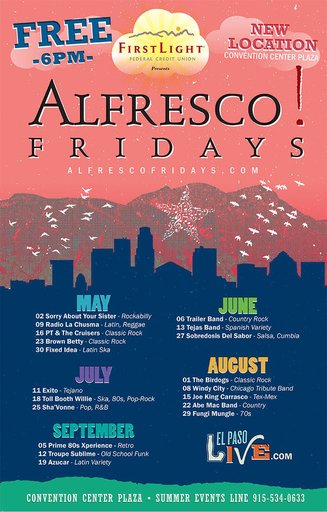 FREE
-6PM-
FIRSTLIGHT
FEDERAL CREDIT UNION
Presents
NEW
LOCATION
CONVENTION CENTER PLAZA
ALFRESCO!
FRIDAYS
ALFRESCOFRIDAYS.COM
MAY
02 Sorry About Your Sister - Rockabilly
09 Radio La Chusma - Latin, Reggae
16 PT & The Cruisers - Classic Rock
23 Brown Betty - Classic Rock
30 Fixed Idea - Latin Ska
JUNE
06 Trailer Band - Country Rock
13 Tejas Band - Spanish Variety
27 Sobredosis Del Sabor - Salsa, Cumbia
JULY
11 Exito - Tejano
18 Toll Booth Willie - Ska, 80s, Pop-Rock
25 Sha'Vonne - Pop, R&B
AUGUST
01 The Birdogs - Classic Rock
08 Windy City - Chicago Tribute Band
15 Joe King Carrasco - Tex-Mex
22 Abe Mac Band - Country
29 Fungi Mungle - 70s
SEPTEMBER
05 Prime 80s Xperience - Retro
12 Troupe Sublime - Old School Funk
19 Azucar - Latin Variety
EL PASO
LIVE.COM
CONVENTION CENTER PLAZA • SUMMER EVENTS LINE 915-534-0633